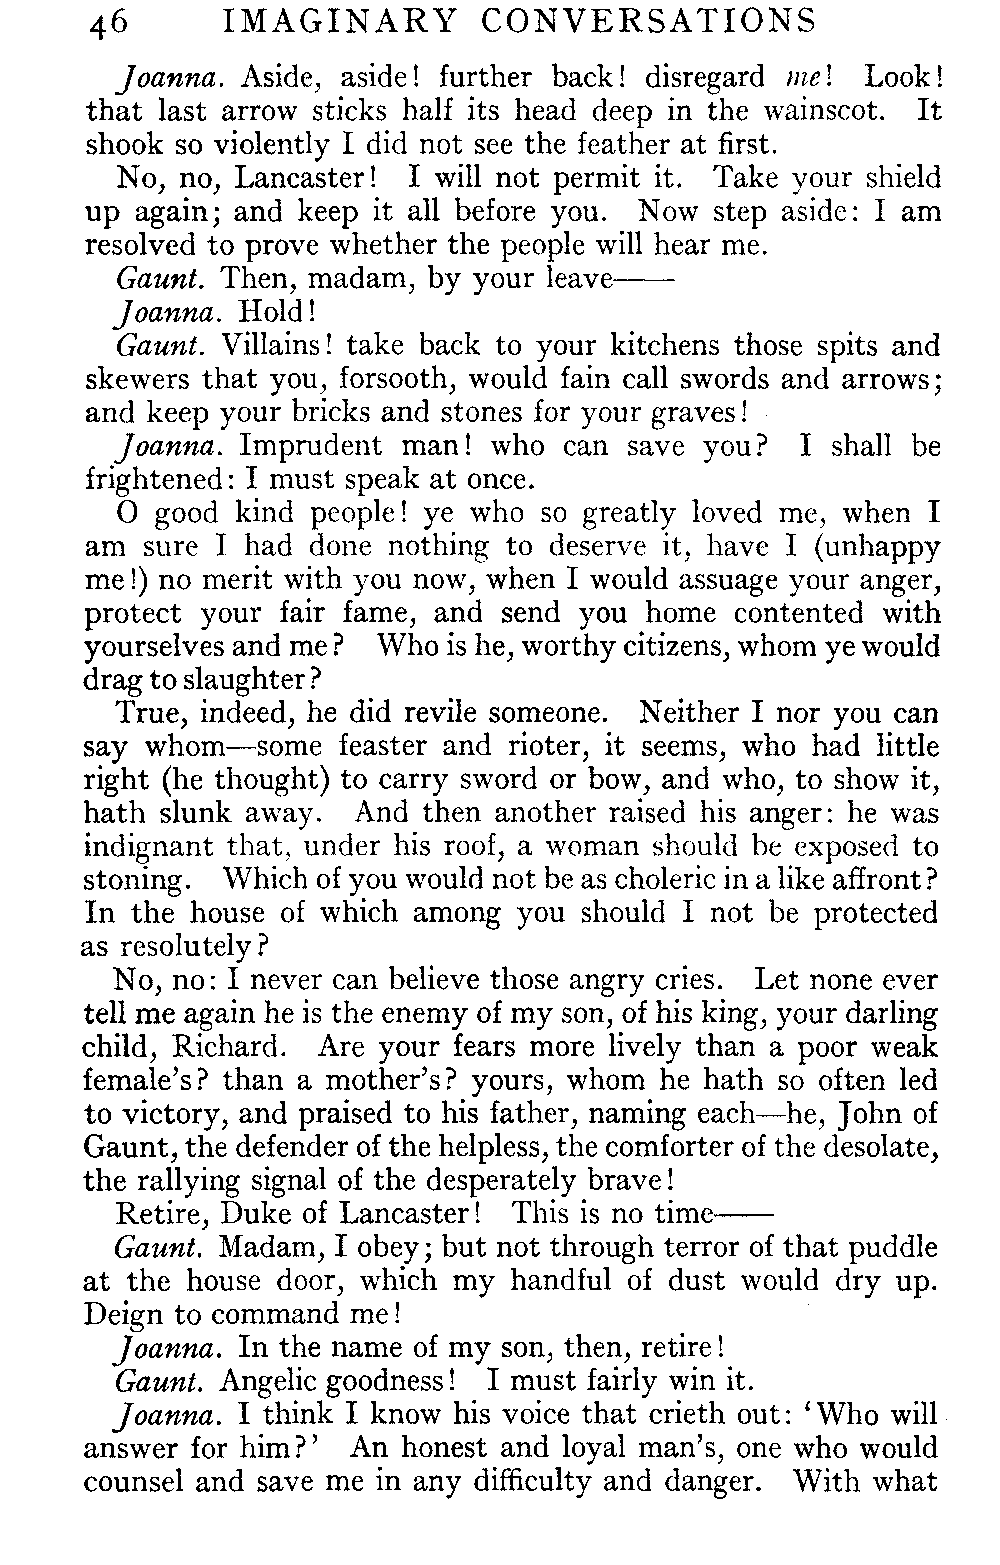 46 IMAGINARY CONVERSATIONS
Joanna. Aside, aside! further back! disregard me! Look!
that last arrow sticks half its head deep in the wainscot. It
shook so violently I did not see the feather at first.
No, no, Lancaster! I will not permit it. Take your shield
up again; and keep it all before you. Now step aside: I am
resolved to prove whether the people will hear me.
Gaunt. Then, madam, by your leave——
Joanna. Hold!
Gaunt. Villains! take back to your kitchens those spits and
skewers that you, forsooth, would fain call swords and arrows;
and keep your bricks and stones for your graves!
Joanna. Imprudent man! who can save you? I shall be
frightened: I must speak at once.
O good kind people! ye who so greatly loved me, when I
am sure I had done nothing to deserve it, have I (unhappy
me!) no merit with you now, when I would assuage your anger,
protect your fair fame, and send you home contented with
yourselves and me? Who is he, worthy citizens, whom ye would
drag to slaughter?
True, indeed, he did revile someone. Neither I nor you can
say whom—some feaster and rioter, it seems, who had little
right (he thought) to carry sword or bow, and who, to show it,
hath slunk away. And then another raised his anger: he was
indignant that, under his roof, a woman should be exposed to
stoning. Which of you would not be as choleric in a like affront?
In the house of which among you should I not be protected
as resolutely?
No, no: I never can believe those angry cries. Let none ever
tell me again he is the enemy of my son, of his king, your darling
child, Richard. Are your fears more lively than a poor weak
female's? than a mother's? yours, whom he hath so often led
to victory, and praised to his father, naming each—he, John of
Gaunt, the defender of the helpless, the comforter of the desolate,
the rallying signal of the desperately brave!
Retire, Duke of Lancaster! This is no time——
Gaunt. Madam, I obey; but not through terror of that puddle
at the house door, which my handful of dust would dry up.
Deign to command me!
Joanna. In the name of my son, then, retire!
Gaunt. Angelic goodness! I must fairly win it.
Joanna. I think I know his voice that crieth out: 'Who will
answer for him?' An honest and loyal man's, one who would
counsel and save me in any difficulty and danger. With what